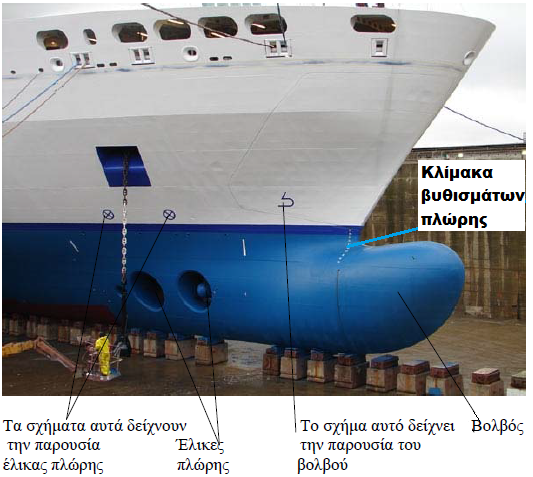 Κλίμακα
βυθισμάτων
πλώρης
Τα σχήματα αυτά δείχνουν
την παρουσία
έλικας πλώρης
Έλικες
πλώρης
Το σχήμα αυτό δείχνει
την παρουσία του
βολβού
Βολβός